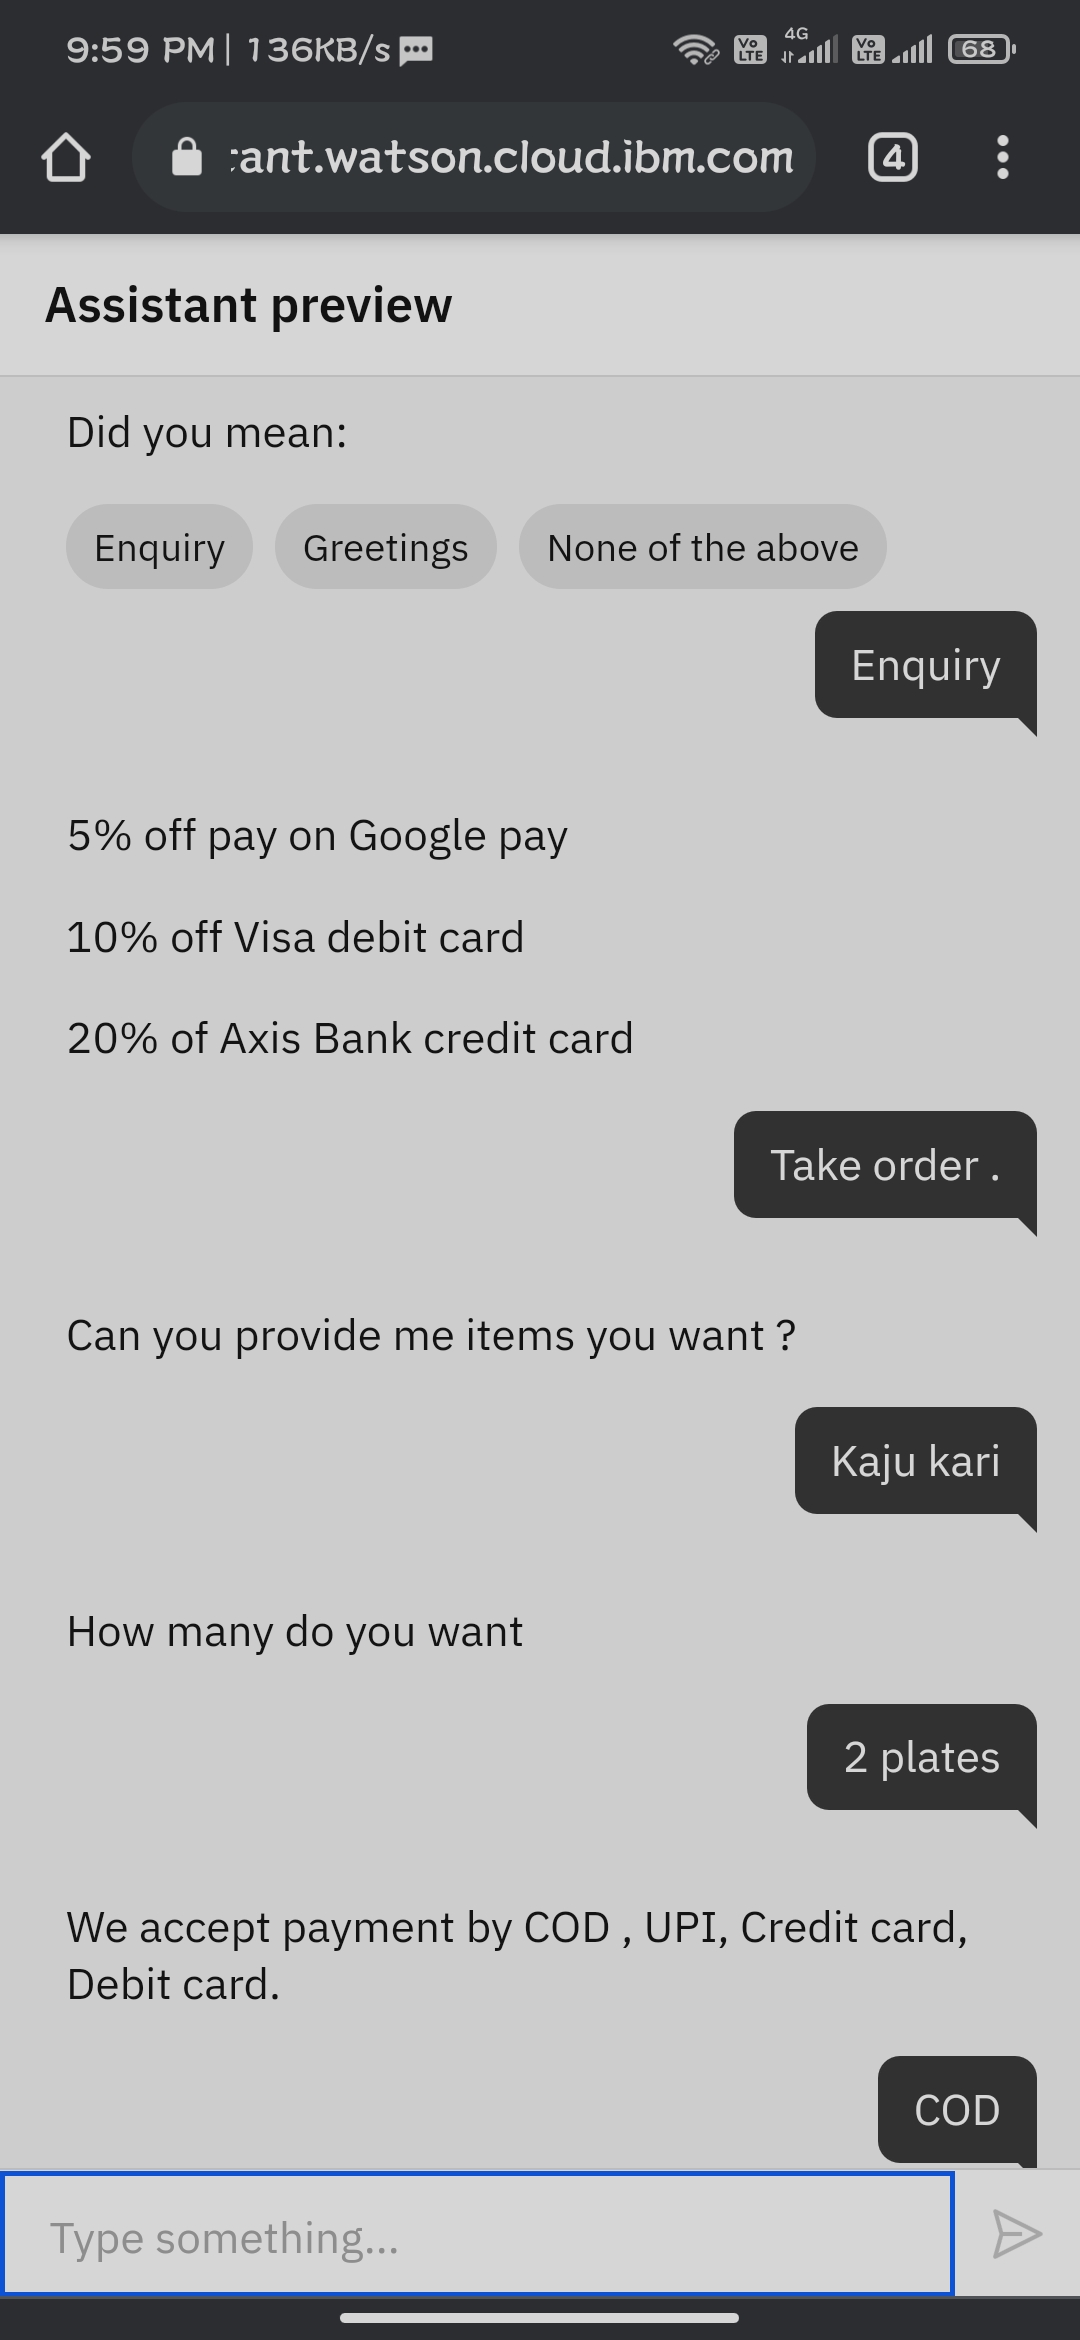 9:59 PM | 136KB/s
Vo LTE 4G Vo LTE 68
:ant.watson.cloud.ibm.com 4
Assistant preview
Did you mean:
Enquiry Greetings None of the above
Enquiry
5% off pay on Google pay
10% off Visa debit card
20% of Axis Bank credit card
Take order .
Can you provide me items you want ?
Kaju kari
How many do you want
2 plates
We accept payment by COD , UPI, Credit card,
Debit card.
COD
Type something...